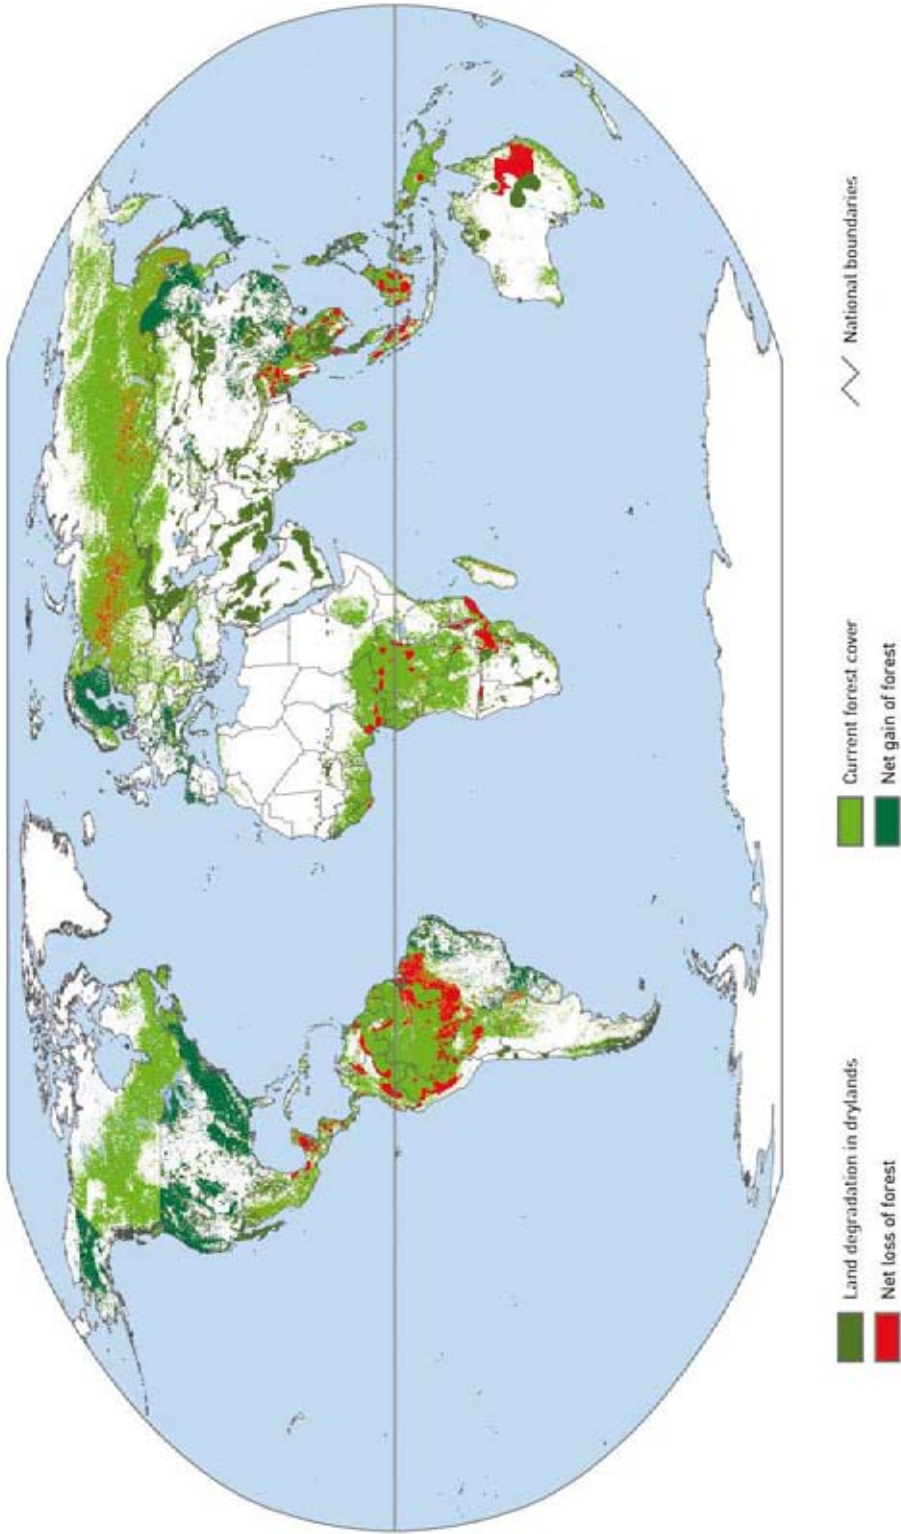 Land degradation in drylands
Net loss of forest
Current forest cover
Net gain of forest
National boundaries